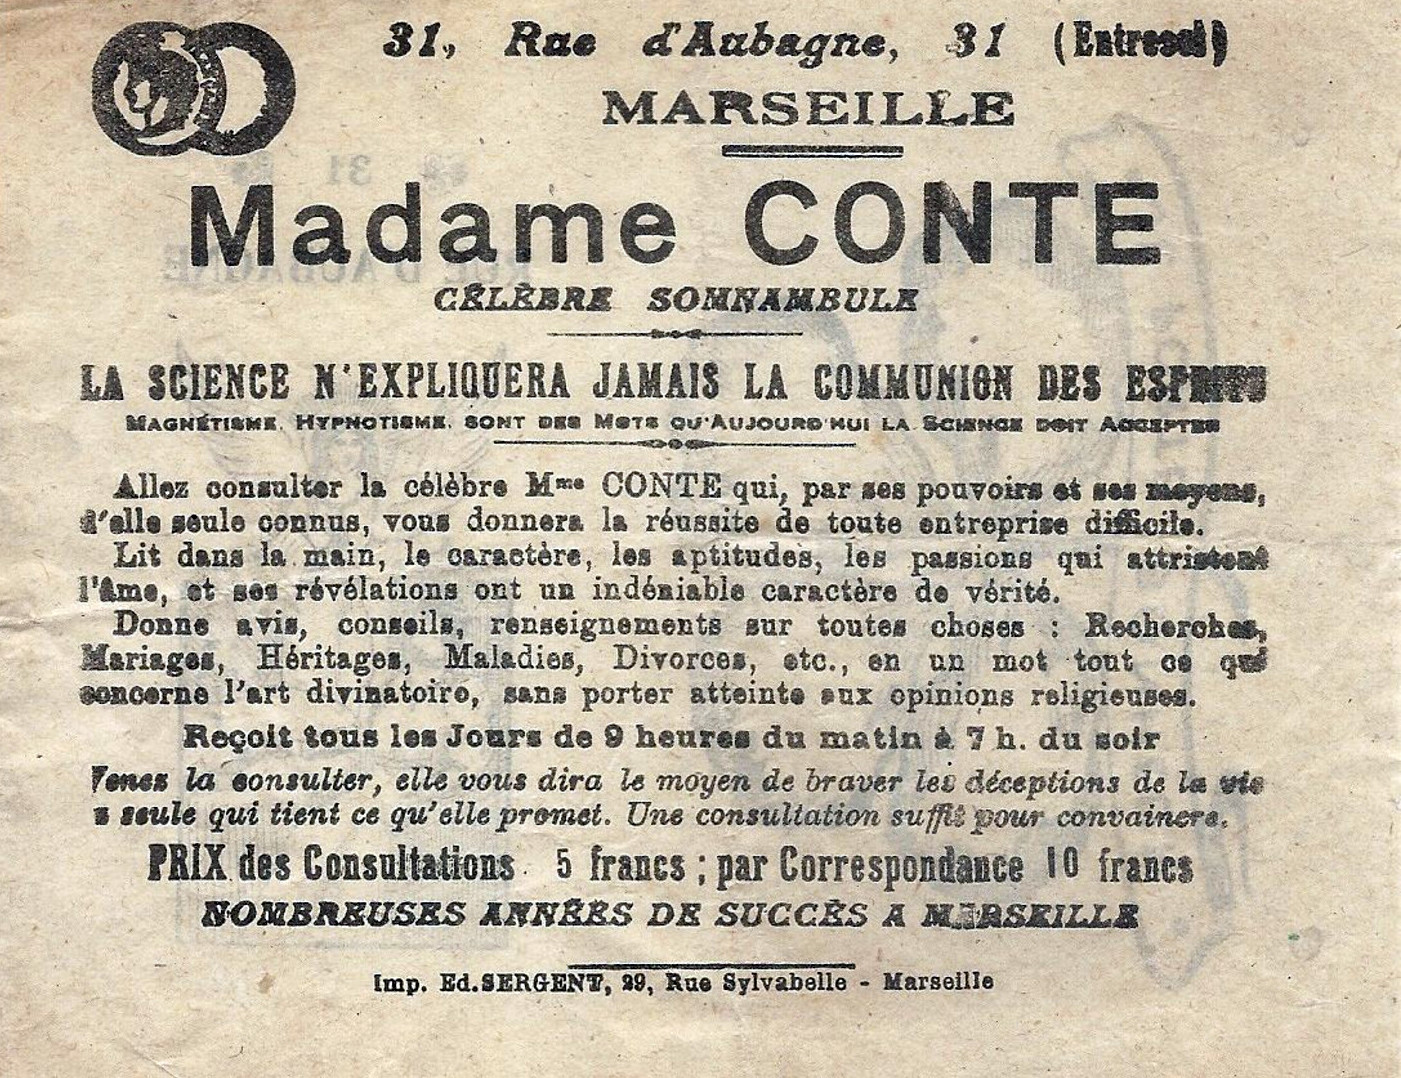 31, Rue d'Aubagne, 31 (Entresol)
MARSEILLE
Madame CONTE
CÉLÈBRE SOMNAMBULE
LA SCIENCE N'EXPLIQUERA JAMAIS LA COMMUNION DES ESPRITS
MAGNÉTISME, HYPNOTISME, SONT DES MOTS QU'AUJOURD'HUI LA SCIENCE DOIT ACCEPTER
Allez consulter la célèbre Mme CONTE qui, par ses pouvoirs et ses moyens,
d'elle seule connus, vous donnera la réussite de toute entreprise difficile.
Lit dans la main, le caractère, les aptitudes, les passions qui attristent
l'âme, et ses révélations ont un indéniable caractère de vérité.
Donne avis, conseils, renseignements sur toutes choses : Recherches,
Mariages, Héritages, Maladies, Divorces, etc., en un mot tout ce qui
concerne l'art divinatoire, sans porter atteinte aux opinions religieuses.
Reçoit tous les Jours de 9 heures du matin à 7 h. du soir
Venez la consulter, elle vous dira le moyen de braver les déceptions de la vie
seule qui tient ce qu'elle promet. Une consultation suffit pour convaincre.
PRIX des Consultations 5 francs ; par Correspondance 10 francs
NOMBREUSES ANNÉES DE SUCCÈS A MARSEILLE
Imp. Ed. SERGENT, 29, Rue Sylvabelle - Marseille